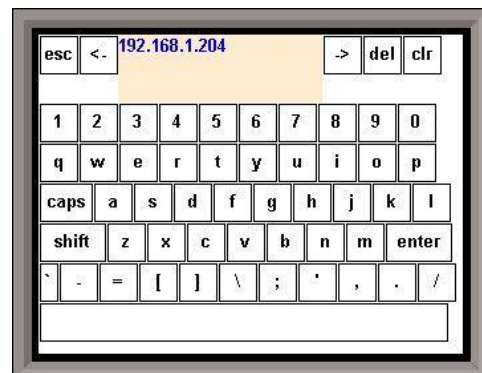 esc <- 192.168.1.204 -> del clr
1 2 3 4 5 6 7 8 9 0
q w e r t y u i o p
caps a s d f g h j k l
shift z x c v b n m enter
` - = [ ] \ ; ' , . /